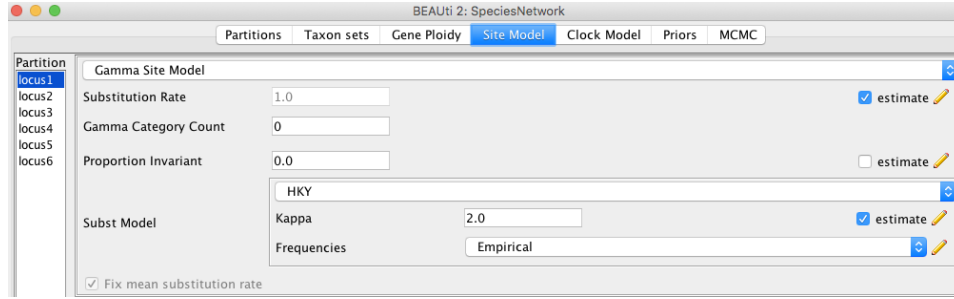 BEAUti 2: SpeciesNetwork
Partitions Taxon sets Gene Ploidy Site Model Clock Model Priors MCMC
Partition
locus1
locus2
locus3
locus4
locus5
locus6
Gamma Site Model
Substitution Rate 1.0 estimate
Gamma Category Count 0
Proportion Invariant 0.0 estimate
Subst Model
HKY
Kappa 2.0 estimate
Frequencies Empirical
Fix mean substitution rate